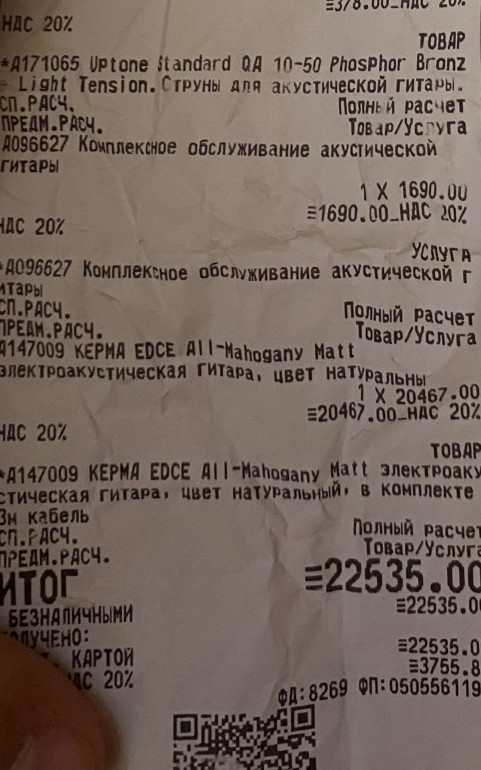 ≡378.00_НДС 20%
НДС 20%
ТОВАР
*А171065 Uptone Standard QA 10-50 Phosphor Bronz
e Light Tension. Струны для акустической гитары.
СП.РАСЧ. Полный расчет
ПРЕДМ.РАСЧ. Товар/Услуга
А096627 Комплексное обслуживание акустической
гитары
1 X 1690.00
≡1690.00_НДС 20%
НДС 20%
УСЛУГА
*А096627 Комплексное обслуживание акустической г
итары
СП.РАСЧ. Полный расчет
ПРЕДМ.РАСЧ. Товар/Услуга
А147009 KEPMA EDCE All-Mahogany Matt
электроакустическая гитара, цвет натуральны
1 X 20467.00
≡20467.00_НДС 20%
НДС 20%
ТОВАР
*А147009 KEPMA EDCE All-Mahogany Matt электроаку
стическая гитара, цвет натуральный, в комплекте
3м кабель
СП.РАСЧ. Полный расчет
ПРЕДМ.РАСЧ. Товар/Услуга
ИТОГ ≡22535.00
БЕЗНАЛИЧНЫМИ ≡22535.0
ПОЛУЧЕНО:
КАРТОЙ ≡22535.0
НДС 20% ≡3755.8
ФД:8269 ФП:050556119